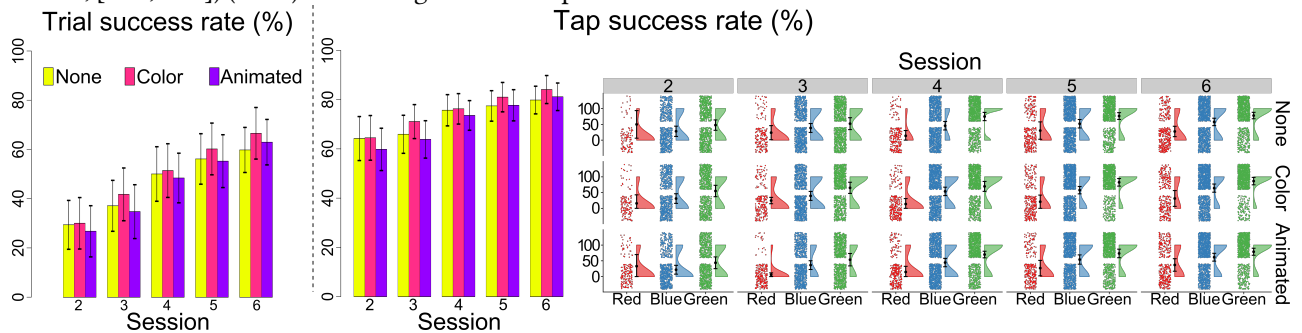 Trial success rate (%)
Tap success rate (%)
0 20 40 60 80 100
None Color Animated
2 3 4 5 6
Session
0 20 40 60 80 100
2 3 4 5 6
Session
Session
2 3 4 5 6
100
50
0
None
100
50
0
Color
100
50
0
Animated
Red Blue Green Red Blue Green Red Blue Green Red Blue Green Red Blue Green